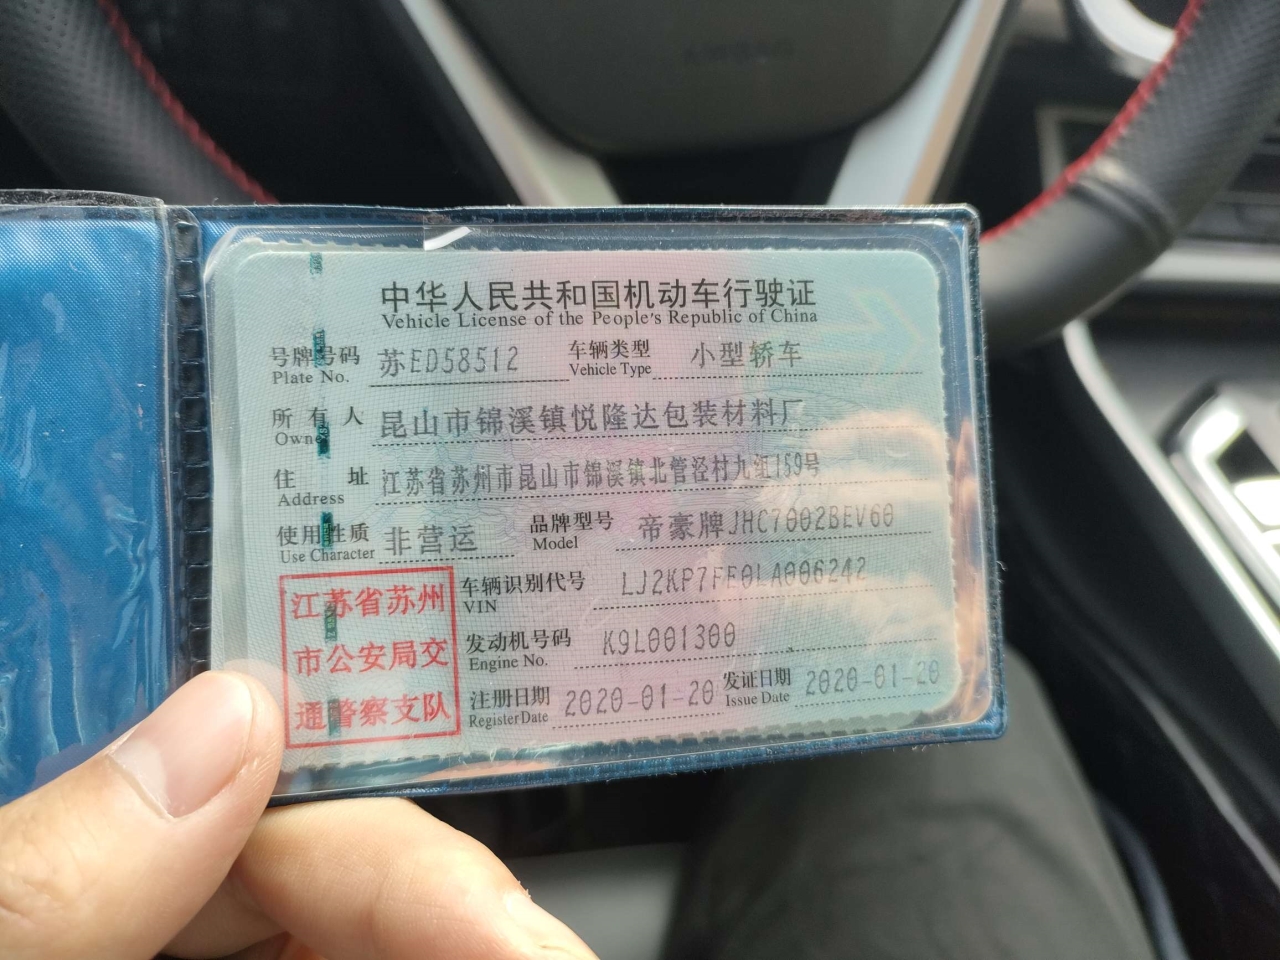 中华人民共和国机动车行驶证
Vehicle License of the People's Republic of China
号牌号码 苏ED58512 车辆类型 小型轿车
Plate No. Vehicle Type
所有人 昆山市锦溪镇悦隆达包装材料厂
Owner
住址 江苏省苏州市昆山市锦溪镇北管泾村九组159号
Address
使用性质 非营运 品牌型号 帝豪牌JHC7002BEV60
Use Character Model
江苏省苏州
市公安局交
通警察支队
车辆识别代号 LJ2KP7FE0LA006242
VIN
发动机号码 K9L001300
Engine No.
注册日期 2020-01-20 发证日期 2020-01-20
Register Date Issue Date